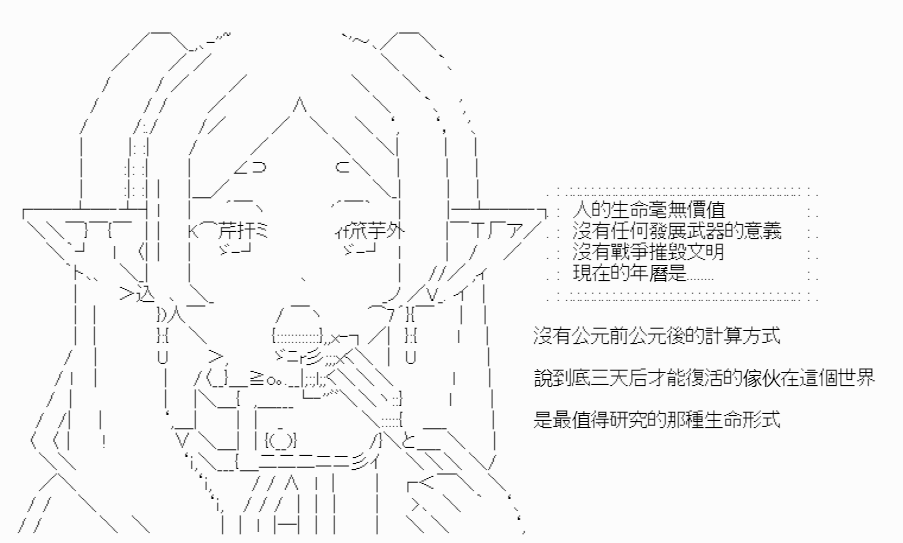 人的生命毫無價值
沒有任何發展武器的意義
沒有戰爭摧毀文明
現在的年曆是........
沒有公元前公元後的計算方式
說到底三天后才能復活的傢伙在這個世界
是最值得研究的那種生命形式